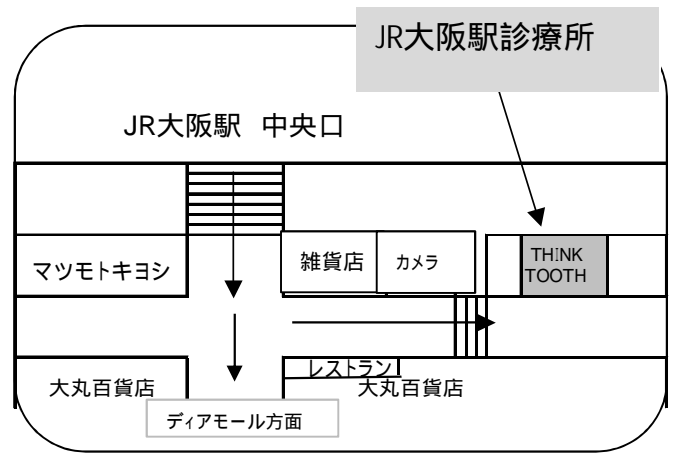 JR大阪駅診療所
JR大阪駅 中央口
マツモトキヨシ
雑貨店
カメラ
THINK
TOOTH
レストラン
大丸百貨店
大丸百貨店
ディアモール方面